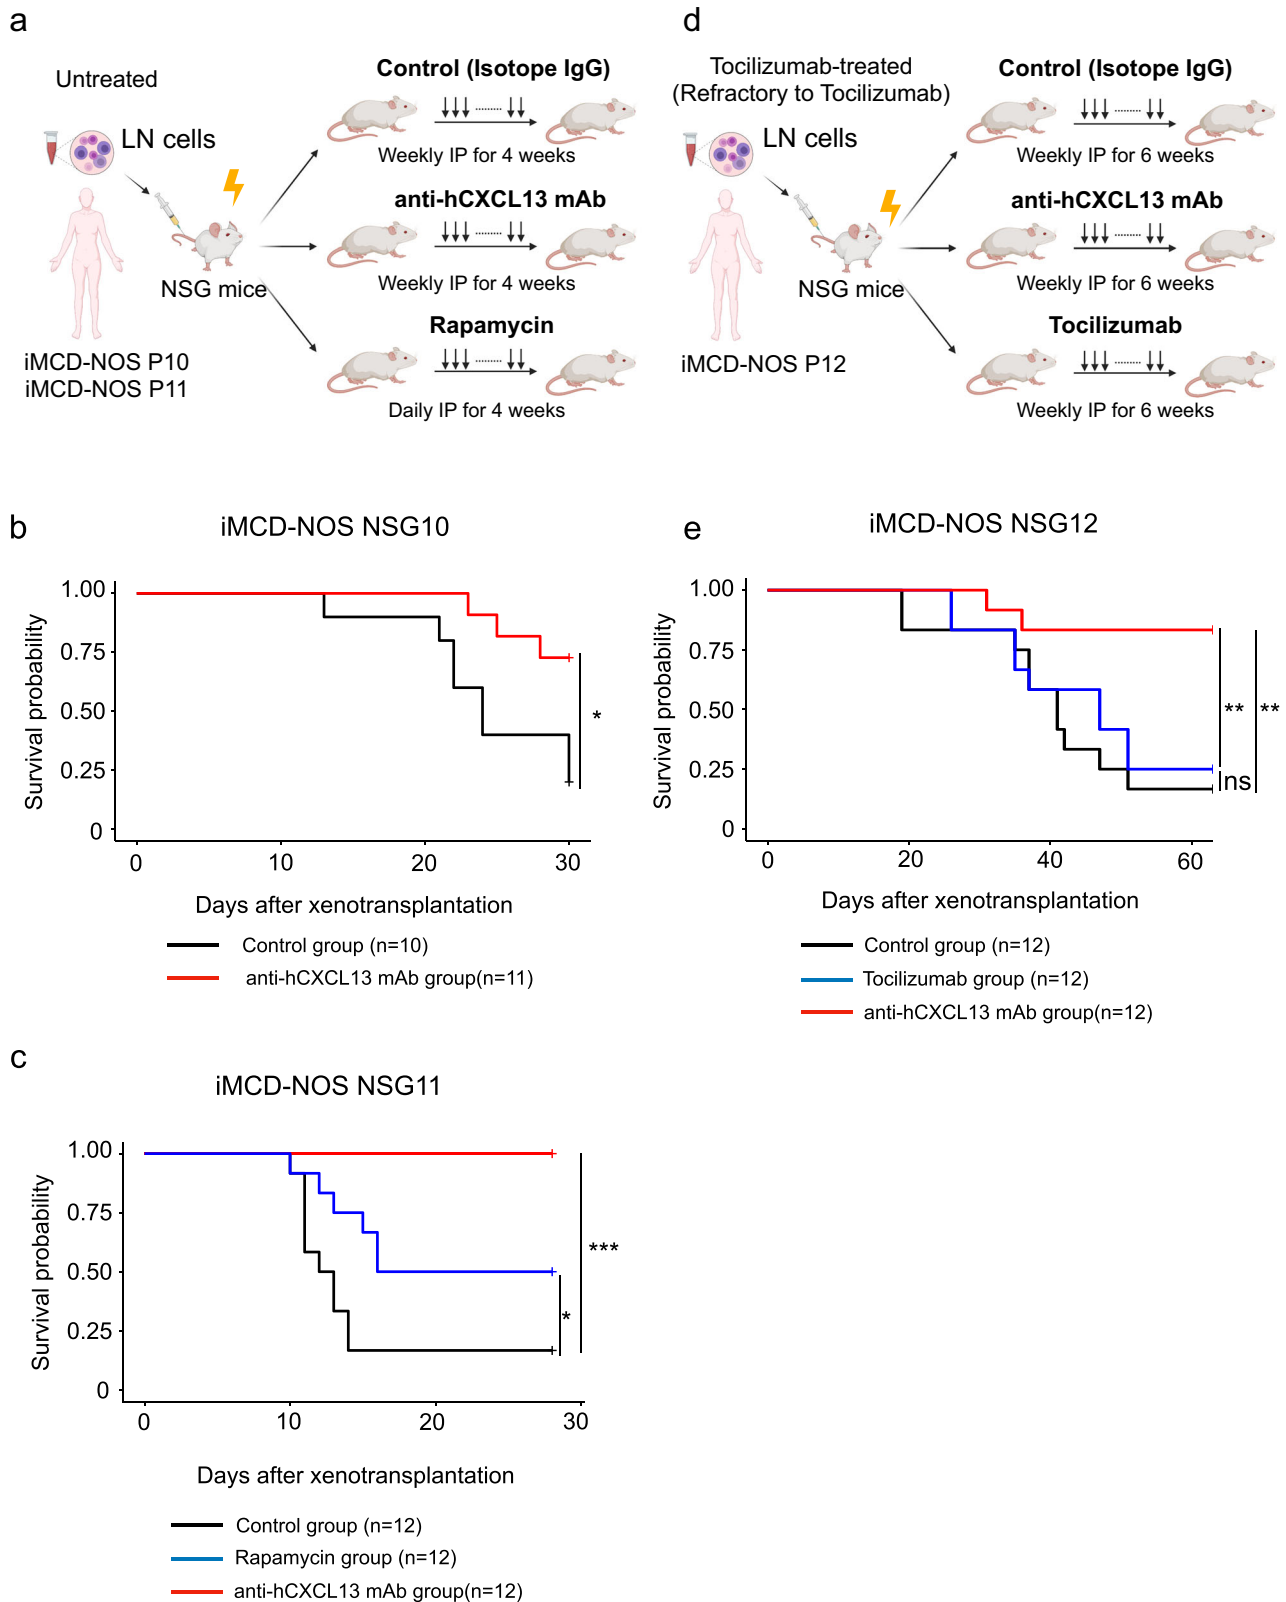 a
Untreated
LN cells
NSG mice
iMCD-NOS P10
iMCD-NOS P11
Control (Isotope IgG)
Weekly IP for 4 weeks
anti-hCXCL13 mAb
Weekly IP for 4 weeks
Rapamycin
Daily IP for 4 weeks
d
Tocilizumab-treated
(Refractory to Tocilizumab)
LN cells
NSG mice
iMCD-NOS P12
Control (Isotope IgG)
Weekly IP for 6 weeks
anti-hCXCL13 mAb
Weekly IP for 6 weeks
Tocilizumab
Weekly IP for 6 weeks
b
iMCD-NOS NSG10
Survival probability
1.00
0.75
0.50
0.25
0
*
0 10 20 30
Days after xenotransplantation
Control group (n=10)
anti-hCXCL13 mAb group(n=11)
e
iMCD-NOS NSG12
Survival probability
1.00
0.75
0.50
0.25
0
** **
ns
0 20 40 60
Days after xenotransplantation
Control group (n=12)
Tocilizumab group (n=12)
anti-hCXCL13 mAb group(n=12)
c
iMCD-NOS NSG11
Survival probability
1.00
0.75
0.50
0.25
0
***
*
0 10 20 30
Days after xenotransplantation
Control group (n=12)
Rapamycin group (n=12)
anti-hCXCL13 mAb group(n=12)